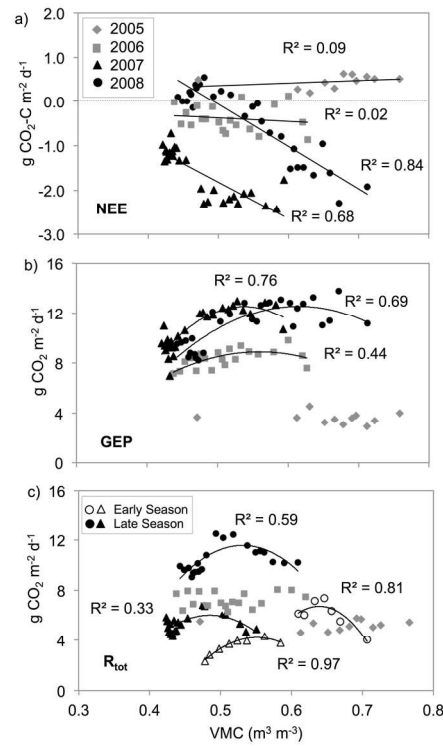 a)
2.0
1.0
0.0
-1.0
-2.0
-3.0
g CO₂-C m⁻² d⁻¹
2005
2006
2007
2008
R² = 0.09
R² = 0.02
R² = 0.84
R² = 0.68
NEE
b)
16
12
8
4
0
g CO₂ m⁻² d⁻¹
R² = 0.76
R² = 0.69
R² = 0.44
GEP
c)
16
12
8
4
0
g CO₂ m⁻² d⁻¹
Early Season
Late Season
R² = 0.59
R² = 0.81
R² = 0.33
R² = 0.97
Rtot
0.4 0.5 0.6 0.7 0.8
VMC (m³ m⁻³)